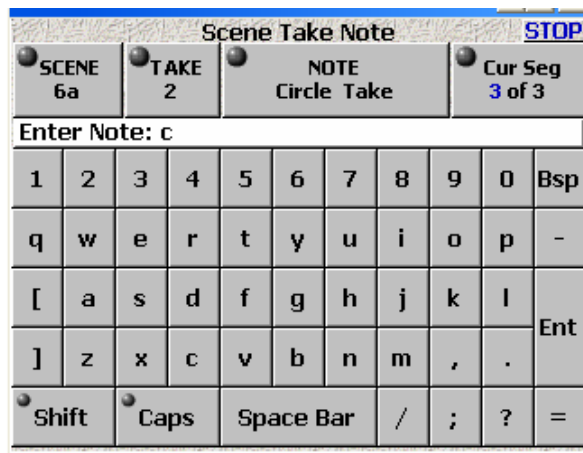 Scene Take Note STOP
SCENE TAKE NOTE Cur Seg
6a 2 Circle Take 3 of 3
Enter Note: c
1 2 3 4 5 6 7 8 9 0 Bsp
q w e r t y u i o p -
[ a s d f g h j k l
Ent
] z x c v b n m , .
Shift Caps Space Bar / ; ? =